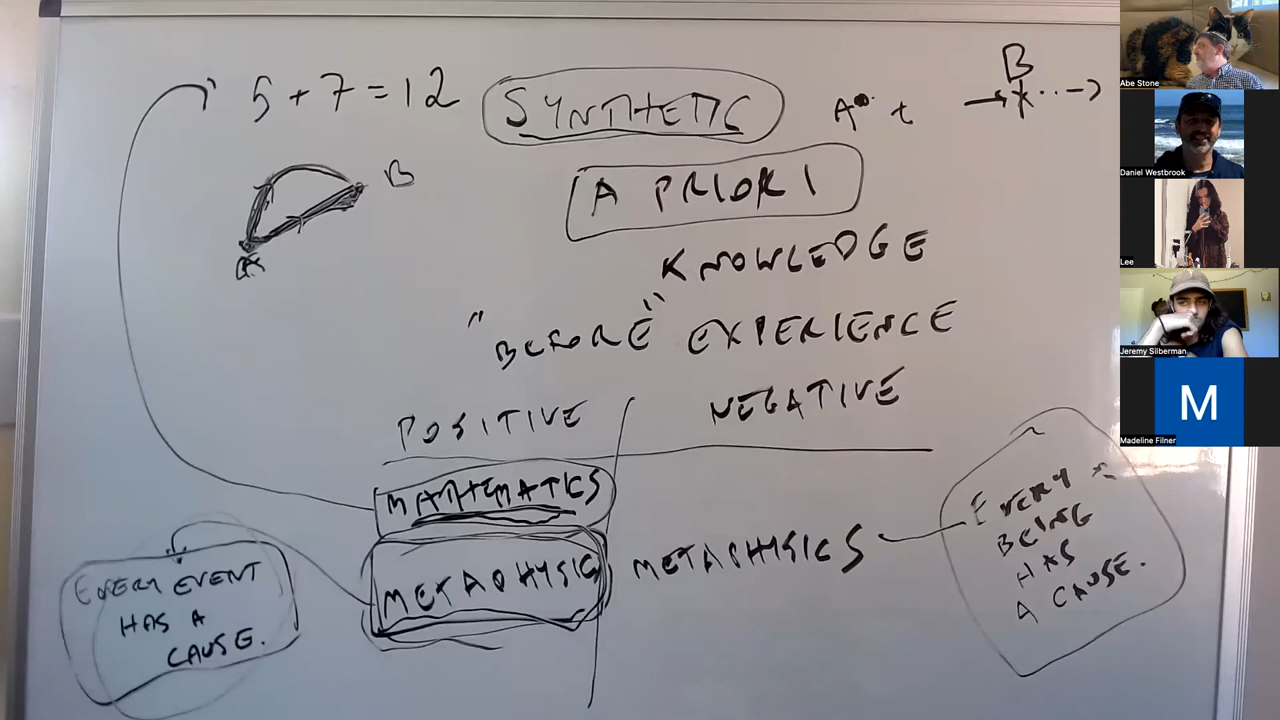 5 + 7 = 12
SYNTHETIC
A t
B
B
A PRIORI
A
KNOWLEDGE
"BEFORE" EXPERIENCE
POSITIVE
NEGATIVE
MATHEMATICS
METAPHYSICS
METAPHYSICS
EVERY EVENT
HAS A
CAUSE.
EVERY
BEING
HAS
A CAUSE.
Abe Stone
Daniel Westbrook
Lee
Jeremy Silberman
M
Madeline Filner